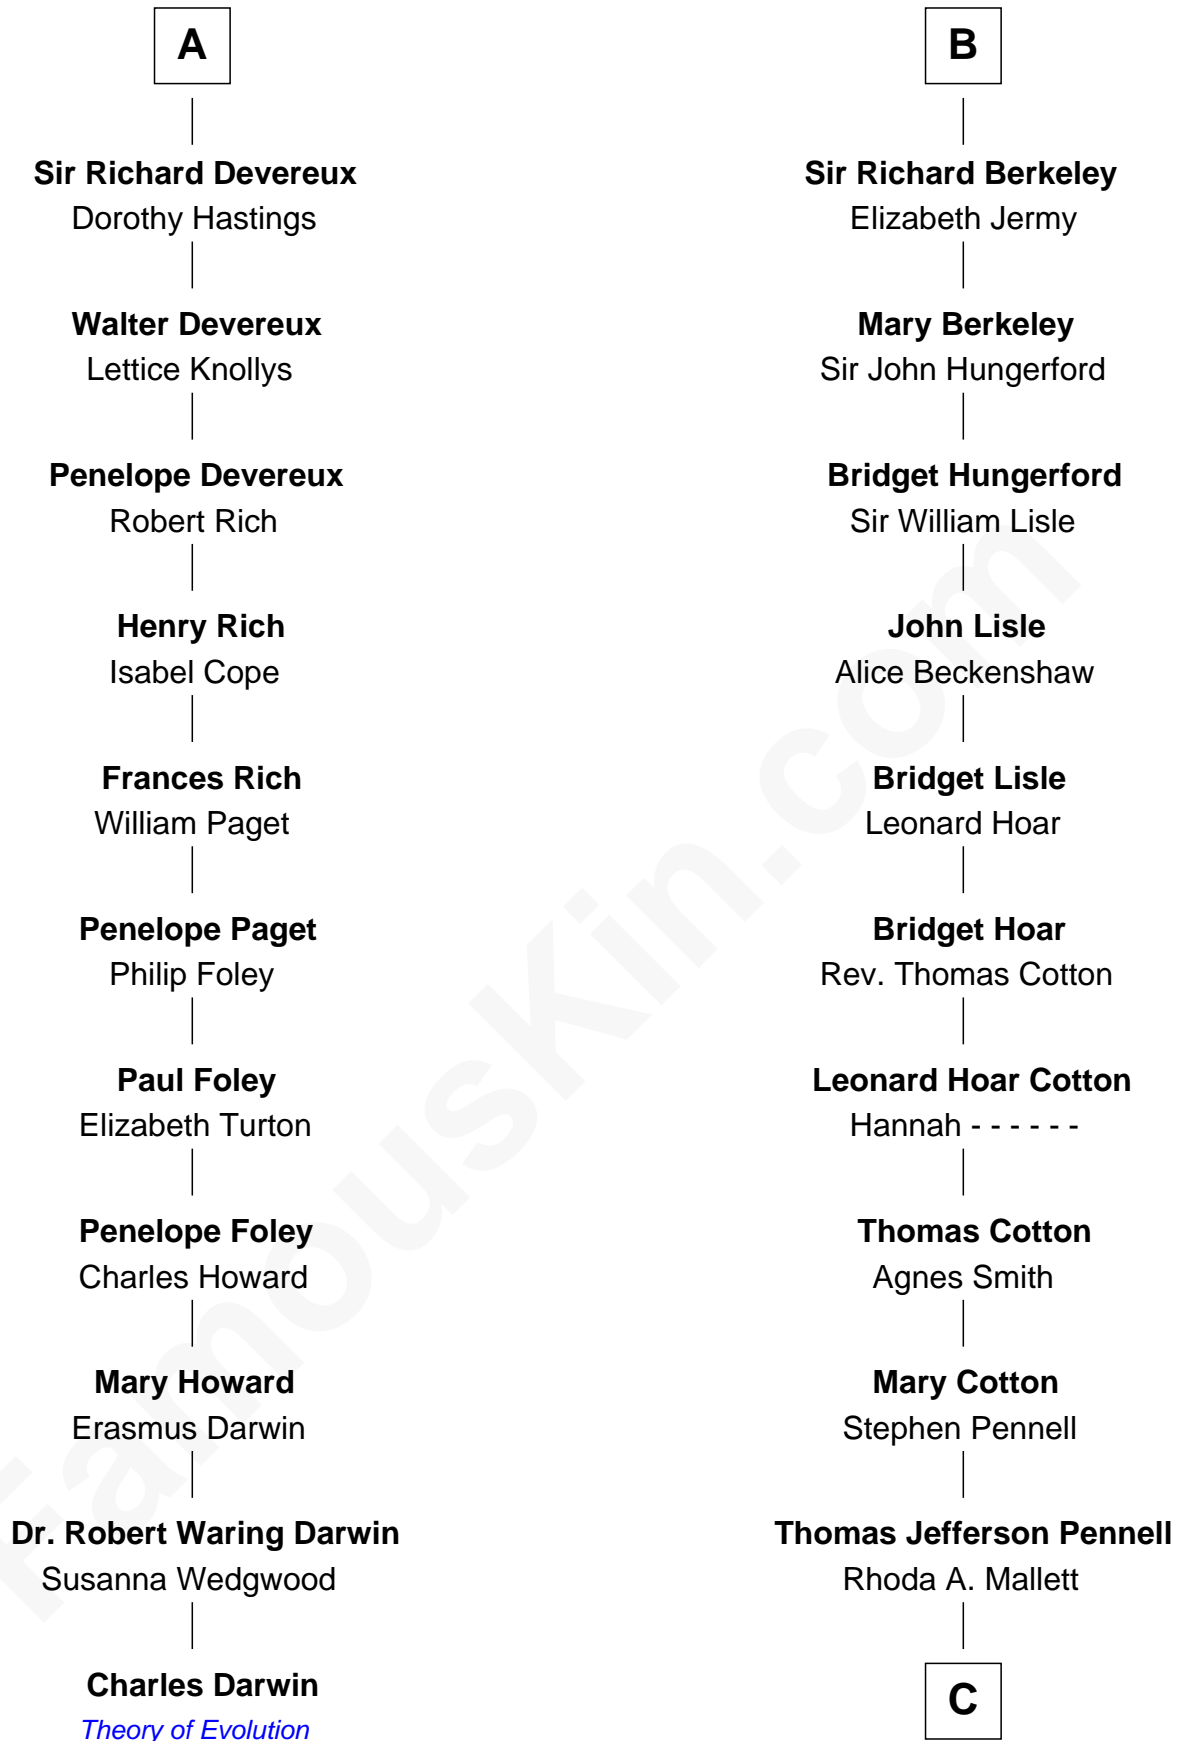 A
Sir Richard Devereux
Dorothy Hastings
Walter Devereux
Lettice Knollys
Penelope Devereux
Robert Rich
Henry Rich
Isabel Cope
Frances Rich
William Paget
Penelope Paget
Philip Foley
Paul Foley
Elizabeth Turton
Penelope Foley
Charles Howard
Mary Howard
Erasmus Darwin
Dr. Robert Waring Darwin
Susanna Wedgwood
Charles Darwin
Theory of Evolution
B
Sir Richard Berkeley
Elizabeth Jermy
Mary Berkeley
Sir John Hungerford
Bridget Hungerford
Sir William Lisle
John Lisle
Alice Beckenshaw
Bridget Lisle
Leonard Hoar
Bridget Hoar
Rev. Thomas Cotton
Leonard Hoar Cotton
Hannah - - - - - -
Thomas Cotton
Agnes Smith
Mary Cotton
Stephen Pennell
Thomas Jefferson Pennell
Rhoda A. Mallett
C
FamousKin.com